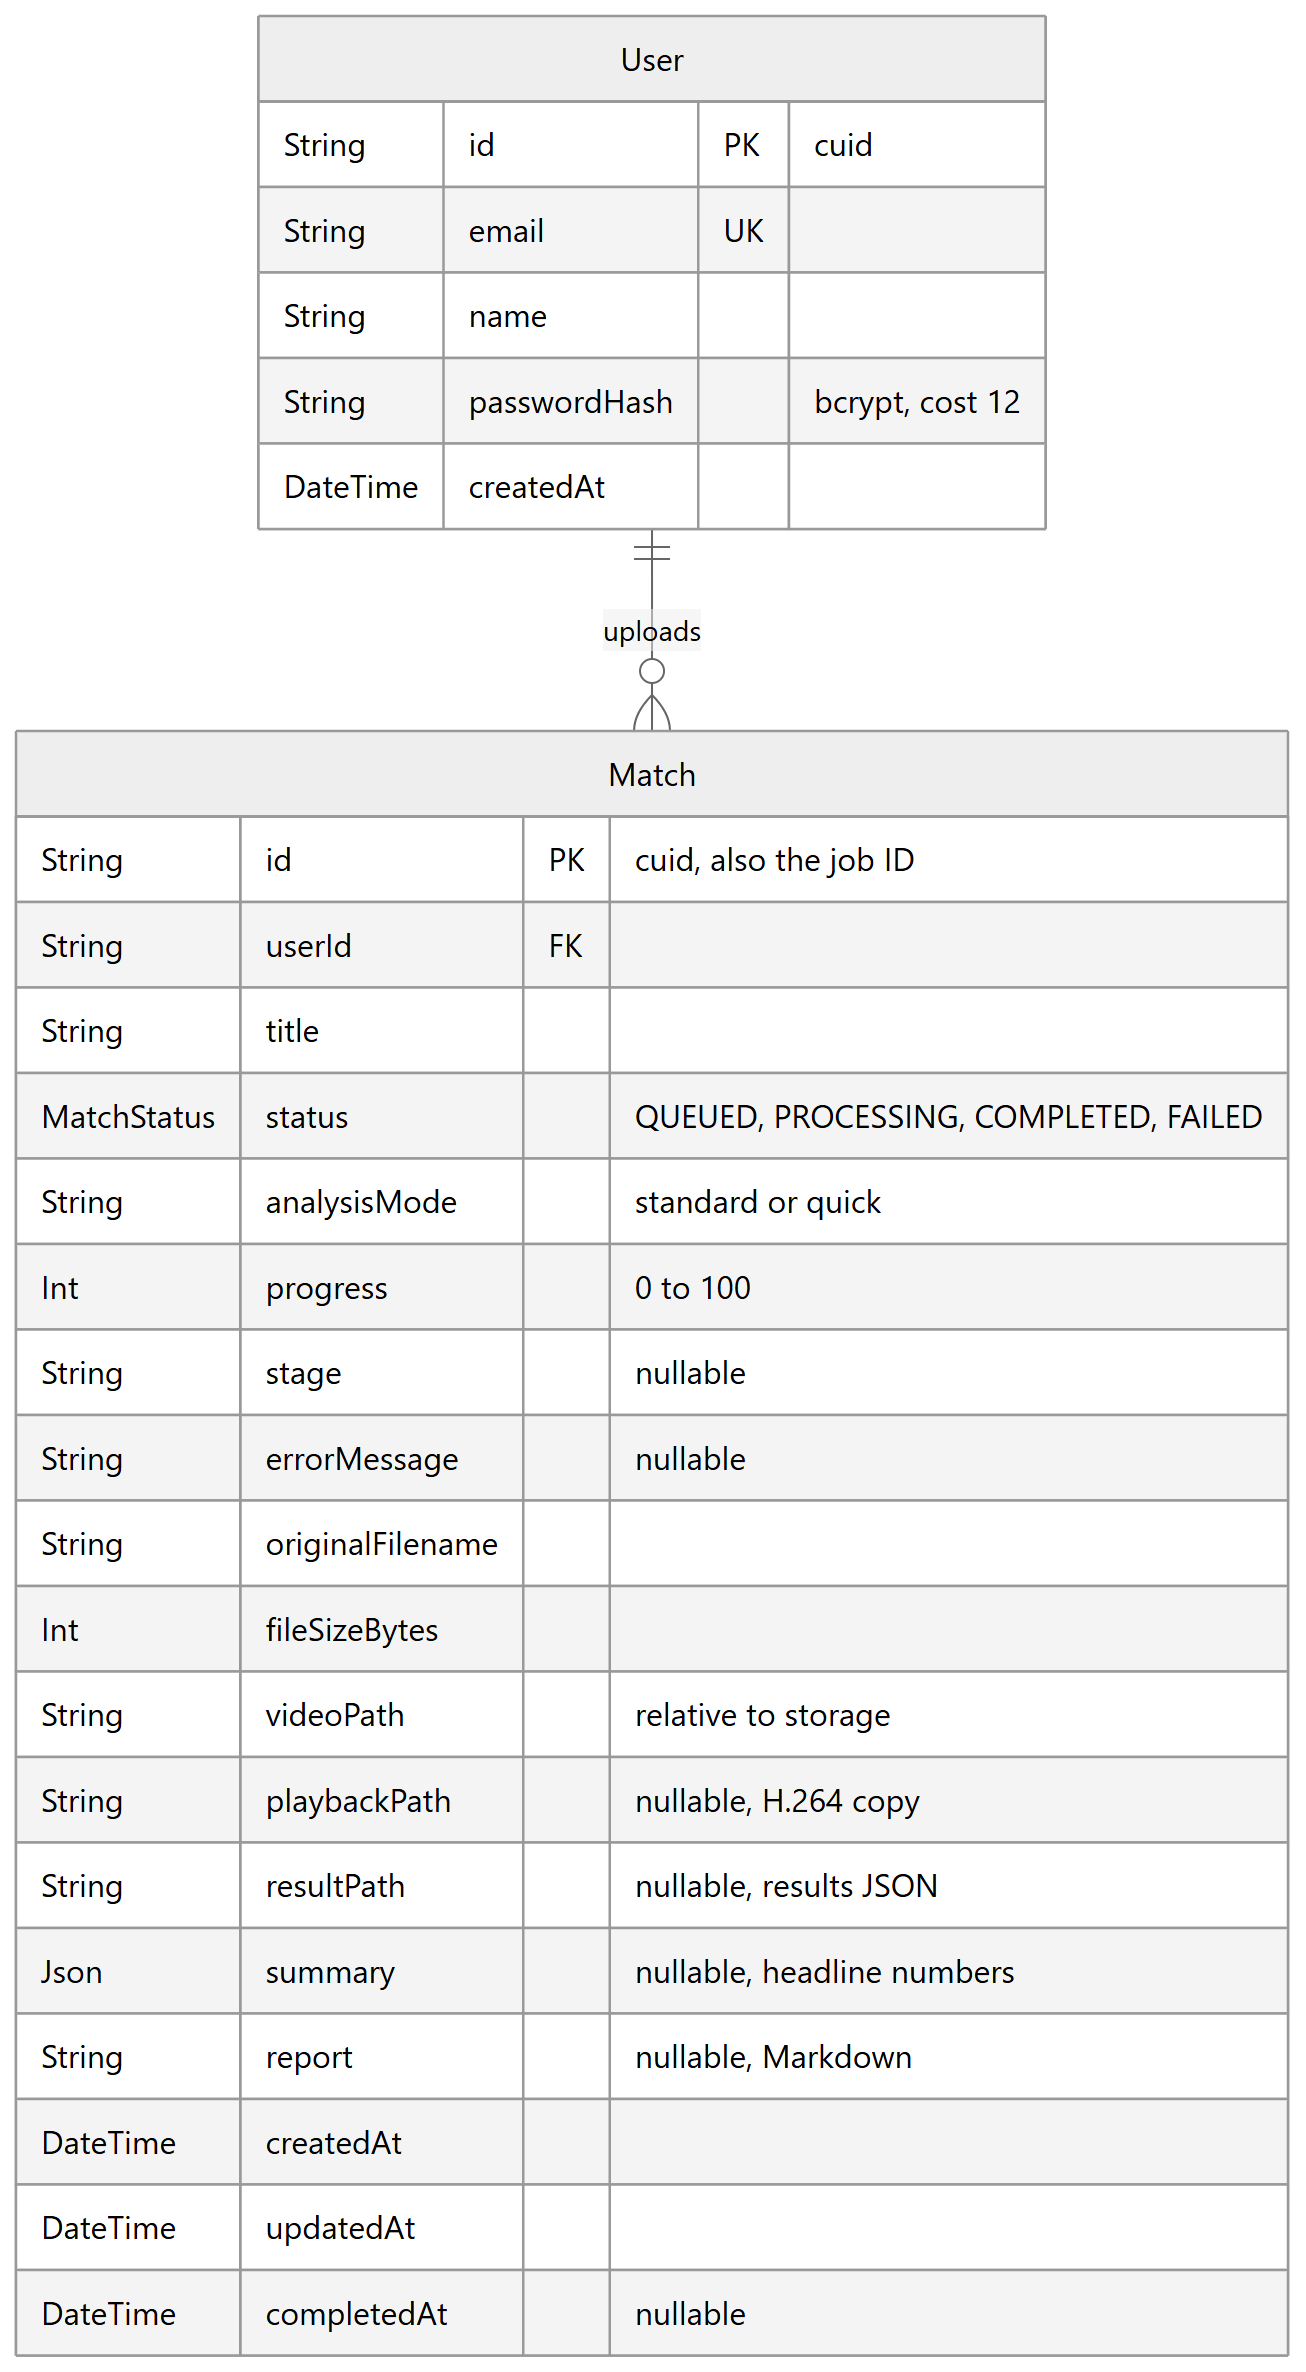 User
String id PK cuid
String email UK
String name
String passwordHash bcrypt, cost 12
DateTime createdAt
uploads
Match
String id PK cuid, also the job ID
String userId FK
String title
MatchStatus status QUEUED, PROCESSING, COMPLETED, FAILED
String analysisMode standard or quick
Int progress 0 to 100
String stage nullable
String errorMessage nullable
String originalFilename
Int fileSizeBytes
String videoPath relative to storage
String playbackPath nullable, H.264 copy
String resultPath nullable, results JSON
Json summary nullable, headline numbers
String report nullable, Markdown
DateTime createdAt
DateTime updatedAt
DateTime completedAt nullable